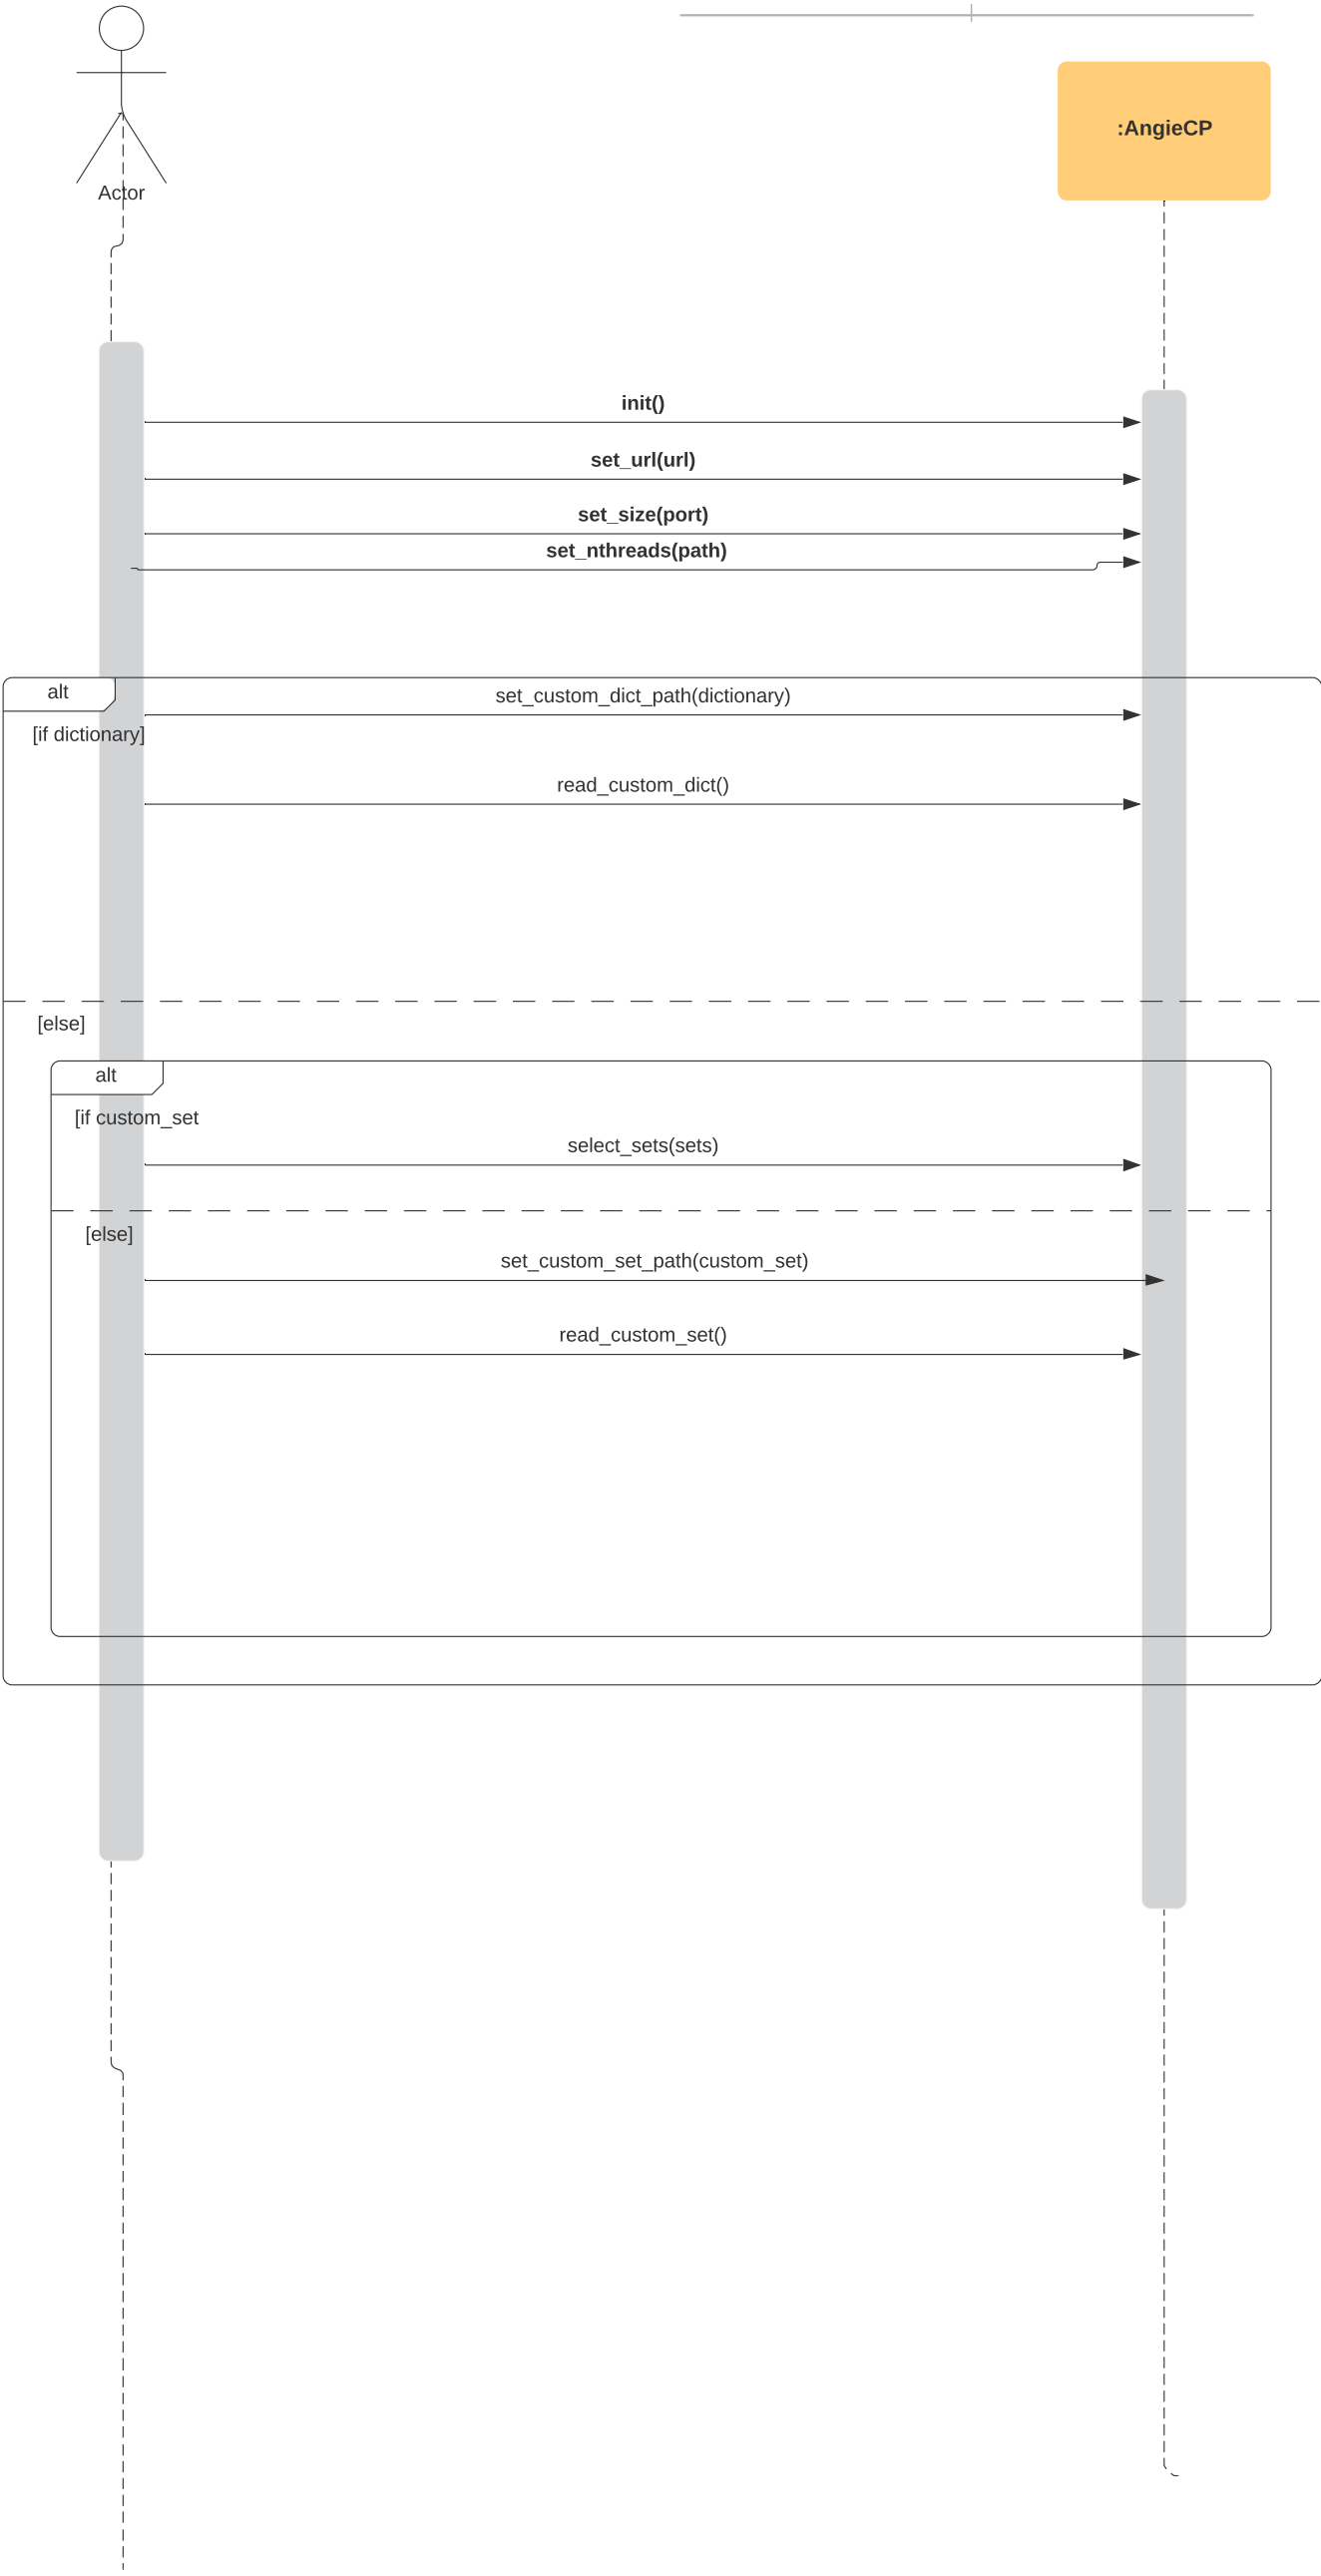 Actor
:AngieCP
init()
set_url(url)
set_size(port)
set_nthreads(path)
alt
set_custom_dict_path(dictionary)
[if dictionary]
read_custom_dict()
[else]
alt
[if custom_set
select_sets(sets)
[else]
set_custom_set_path(custom_set)
read_custom_set()